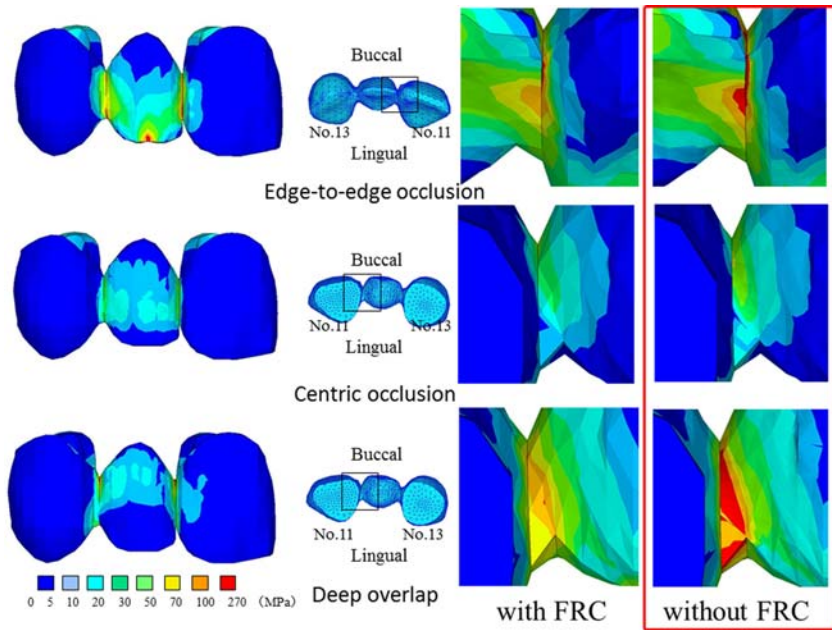 Buccal
No.13 No.11
Lingual
Edge-to-edge occlusion
Buccal
No.11 No.13
Lingual
Centric occlusion
Buccal
No.11 No.13
Lingual
0 5 10 20 30 50 70 100 270 (MPa)
Deep overlap
with FRC without FRC